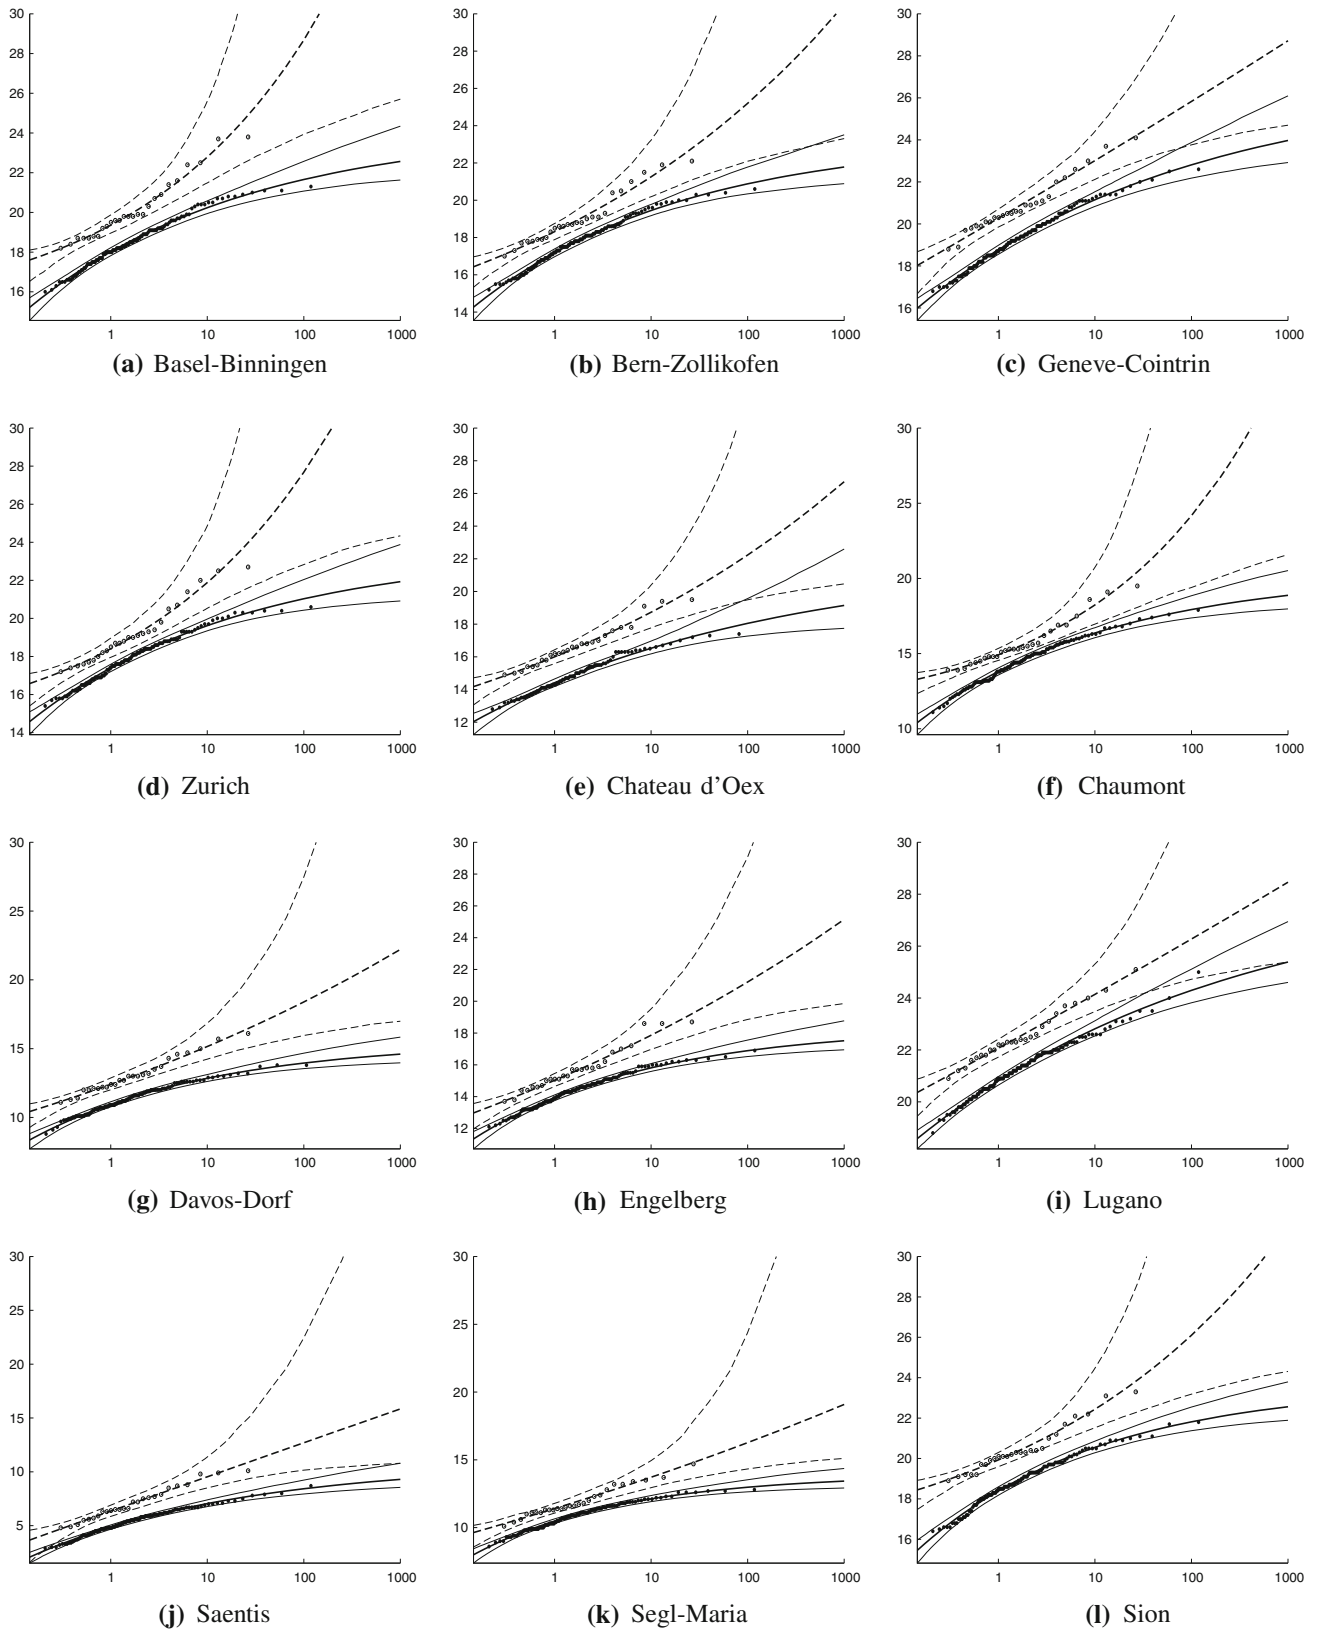 30 30 30
28 28 28
26 26 26
24 24 24
22 22 22
20 20 20
18 18 18
16 16 16
14
1 10 100 1000 1 10 100 1000 1 10 100 1000
(a) Basel-Binningen (b) Bern-Zollikofen (c) Geneve-Cointrin
30 30 30
28 28
26 26 25
24 24
22 22
20 20 20
18 18
16 16 15
14 14
12 10
1 10 100 1000 1 10 100 1000 1 10 100 1000
(d) Zurich (e) Chateau d'Oex (f) Chaumont
30 30 30
28 28
25 26 26
24
20 22 24
20
15 18 22
16
10 14 20
12
1 10 100 1000 1 10 100 1000 1 10 100 1000
(g) Davos-Dorf (h) Engelberg (i) Lugano
30 30 30
28
25 25 26
20 24
20
15 22
15 20
10 18
5 10 16
1 10 100 1000 1 10 100 1000 1 10 100 1000
(j) Saentis (k) Segl-Maria (l) Sion